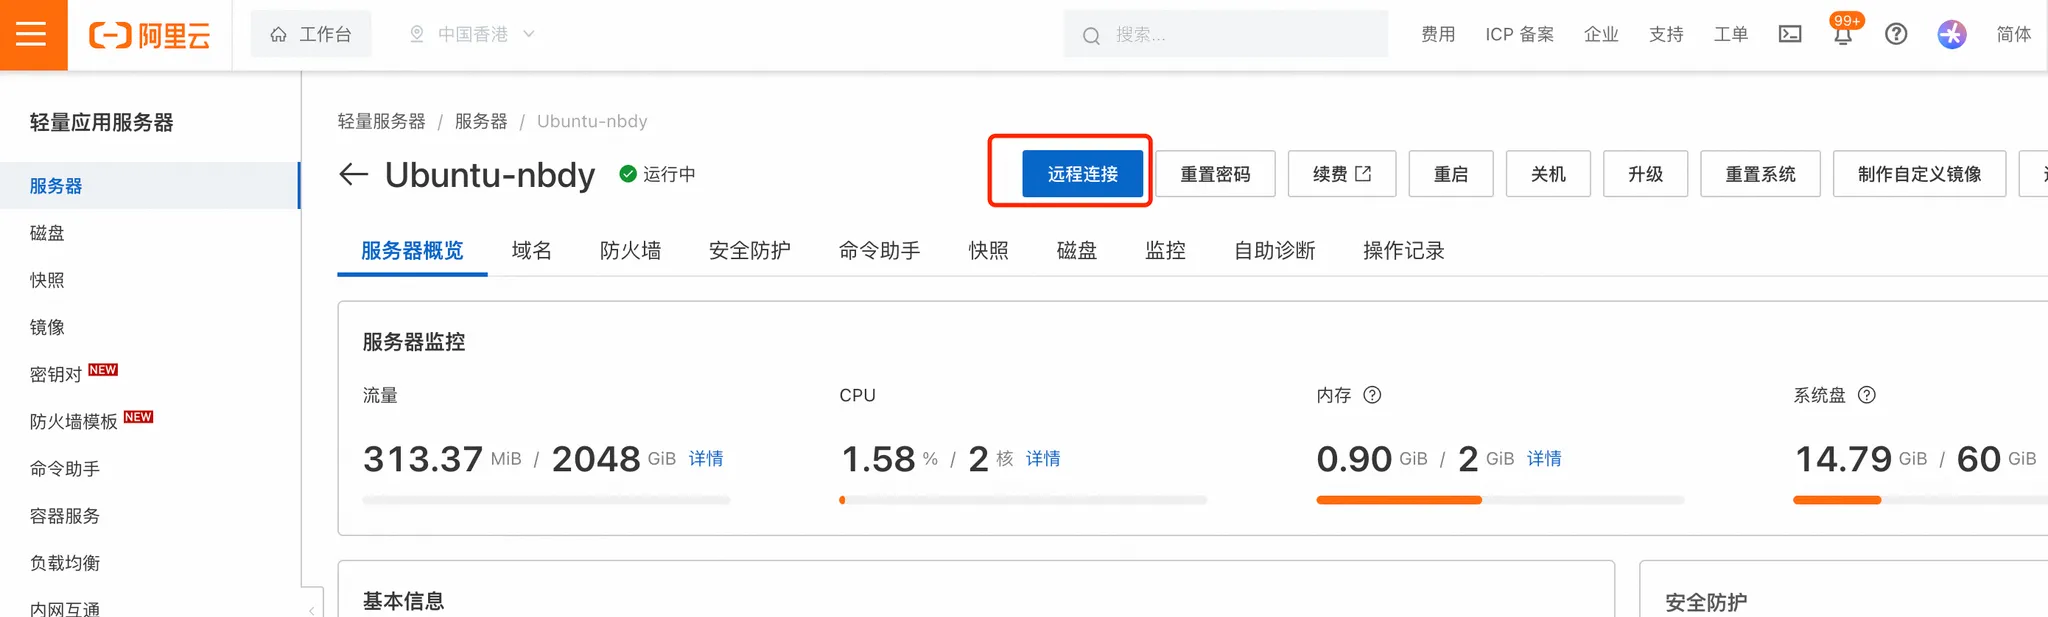 阿里云
工作台
中国香港
搜索...
费用
ICP 备案
企业
支持
工单
99+
简体
轻量应用服务器
服务器
磁盘
快照
镜像
密钥对 NEW
防火墙模板 NEW
命令助手
容器服务
负载均衡
内网互通
轻量服务器 / 服务器 / Ubuntu-nbdy
Ubuntu-nbdy
运行中
远程连接
重置密码
续费
重启
关机
升级
重置系统
制作自定义镜像
服务器概览
域名
防火墙
安全防护
命令助手
快照
磁盘
监控
自助诊断
操作记录
服务器监控
流量
313.37 MiB / 2048 GiB 详情
CPU
1.58 % / 2 核 详情
内存
0.90 GiB / 2 GiB 详情
系统盘
14.79 GiB / 60 GiB
基本信息
安全防护